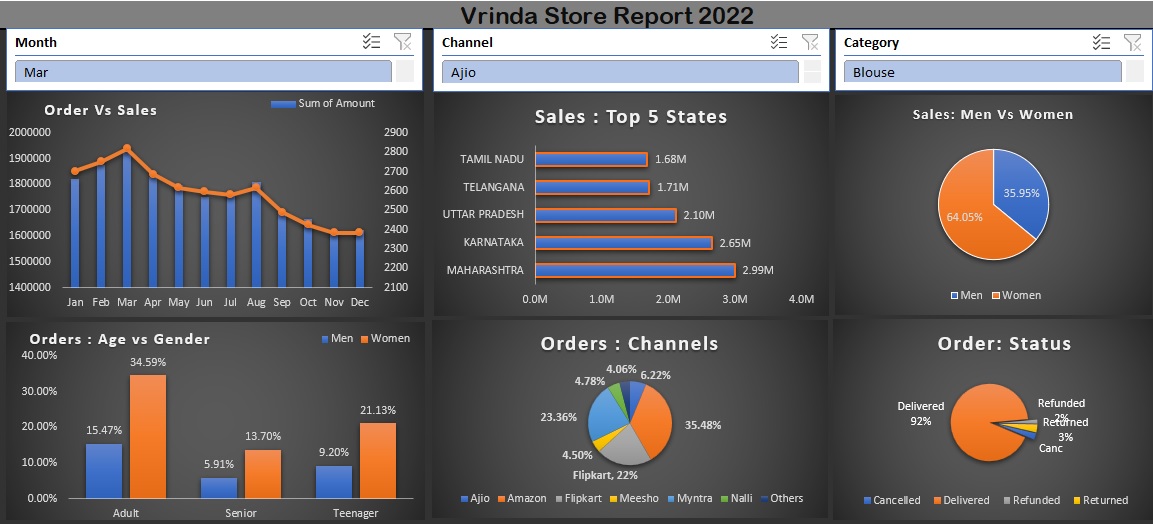 Vrinda Store Report 2022
Month
Mar
Channel
Ajio
Category
Blouse
Order Vs Sales
Sum of Amount
2000000
1900000
1800000
1700000
1600000
1500000
1400000
2900
2800
2700
2600
2500
2400
2300
2200
2100
Jan Feb Mar Apr May Jun Jul Aug Sep Oct Nov Dec
Sales : Top 5 States
TAMIL NADU 1.68M
TELANGANA 1.71M
UTTAR PRADESH 2.10M
KARNATAKA 2.65M
MAHARASHTRA 2.99M
0.0M 1.0M 2.0M 3.0M 4.0M
Sales: Men Vs Women
35.95%
64.05%
Men Women
Orders : Age vs Gender
Men Women
40.00%
30.00%
20.00%
10.00%
0.00%
15.47%
34.59%
5.91%
13.70%
9.20%
21.13%
Adult Senior Teenager
Orders : Channels
4.06%
6.22%
4.78%
23.36%
35.48%
4.50%
Flipkart, 22%
Ajio Amazon Flipkart Meesho Myntra Nalli Others
Order: Status
Delivered
92%
Refunded
2%
Returned
3%
Canc
Cancelled Delivered Refunded Returned